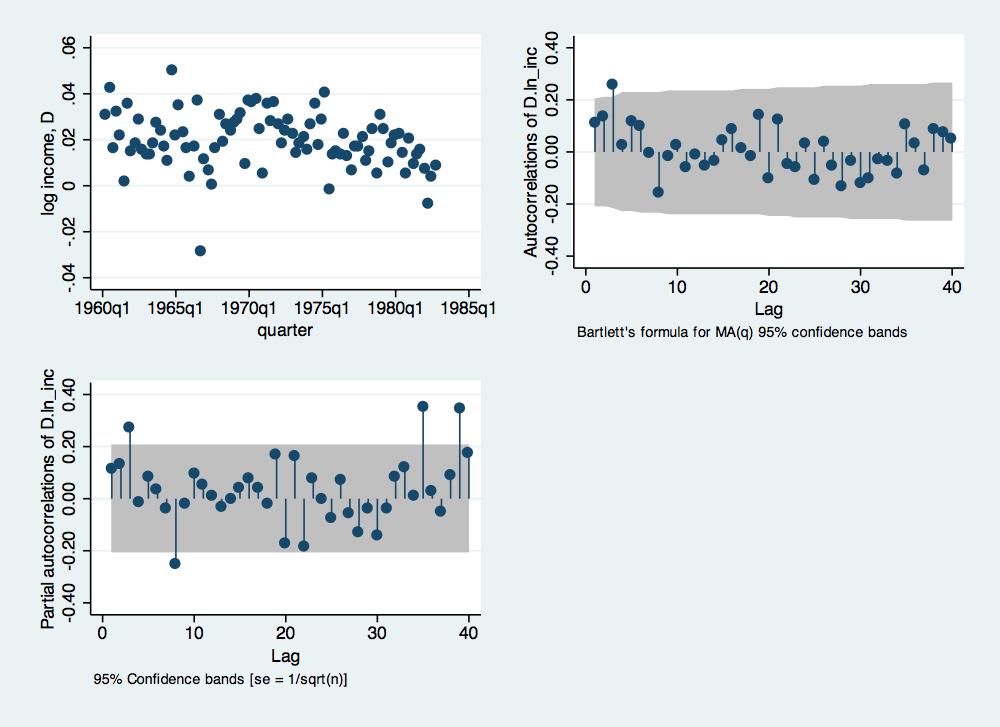 log income, D
.06
.04
.02
0
-.02
-.04
1960q1 1965q1 1970q1 1975q1 1980q1 1985q1
quarter
Autocorrelations of D.ln_inc
0.40
0.20
0.00
-0.20
-0.40
0 10 20 30 40
Lag
Bartlett's formula for MA(q) 95% confidence bands
Partial autocorrelations of D.ln_inc
0.40
0.20
0.00
-0.20
-0.40
0 10 20 30 40
Lag
95% Confidence bands [se = 1/sqrt(n)]